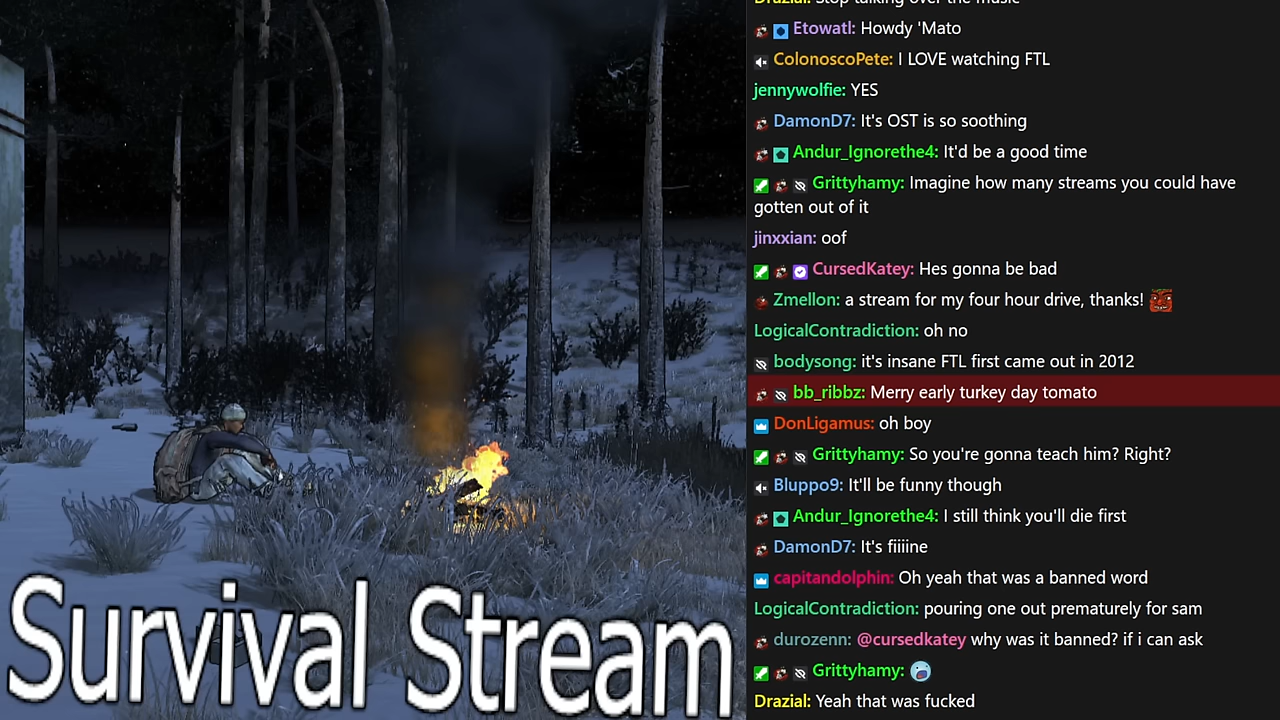 Drazial: Stop talking over the music
Etowatl: Howdy 'Mato
ColonoscoPete: I LOVE watching FTL
jennywolfie: YES
DamonD7: It's OST is so soothing
Andur_Ignorethe4: It'd be a good time
Grittyhamy: Imagine how many streams you could have
gotten out of it
jinxxian: oof
CursedKatey: Hes gonna be bad
Zmellon: a stream for my four hour drive, thanks!
LogicalContradiction: oh no
bodysong: it's insane FTL first came out in 2012
bb_ribbz: Merry early turkey day tomato
DonLigamus: oh boy
Grittyhamy: So you're gonna teach him? Right?
Bluppo9: It'll be funny though
Andur_Ignorethe4: I still think you'll die first
DamonD7: It's fiiiine
capitandolphin: Oh yeah that was a banned word
LogicalContradiction: pouring one out prematurely for sam
durozenn: @cursedkatey why was it banned? if i can ask
Grittyhamy:
Drazial: Yeah that was fucked
Survival Stream